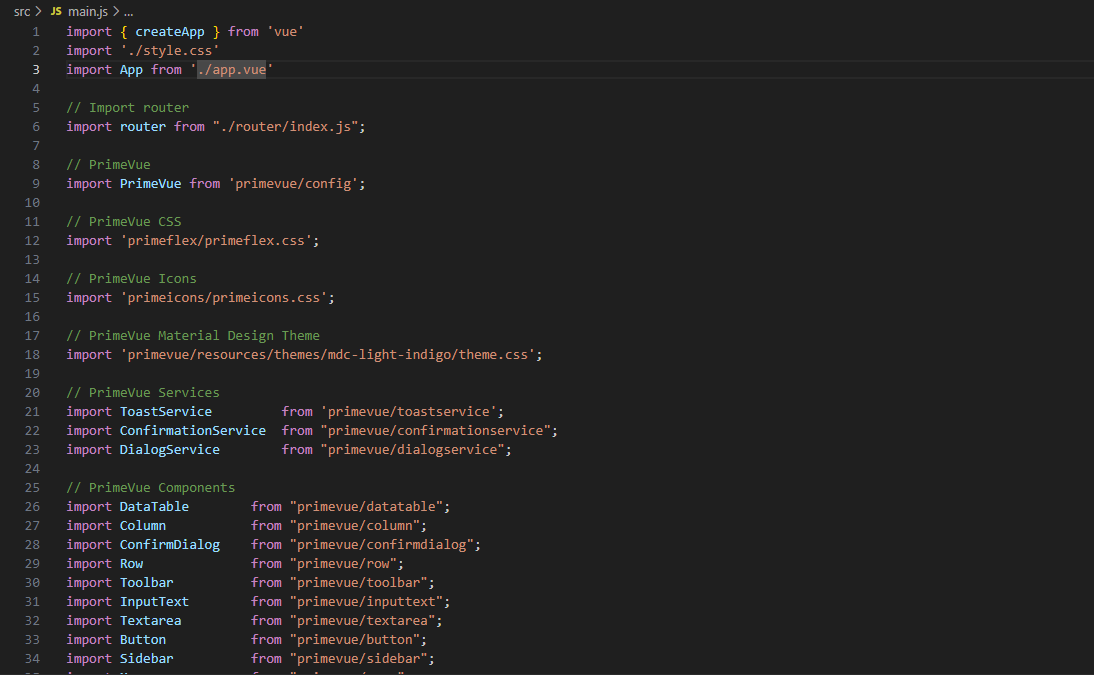 src > JS main.js > ...
1 import { createApp } from 'vue'
2 import './style.css'
3 import App from './app.vue'
4
5 // Import router
6 import router from "./router/index.js";
7
8 // PrimeVue
9 import PrimeVue from 'primevue/config';
10
11 // PrimeVue CSS
12 import 'primeflex/primeflex.css';
13
14 // PrimeVue Icons
15 import 'primeicons/primeicons.css';
16
17 // PrimeVue Material Design Theme
18 import 'primevue/resources/themes/mdc-light-indigo/theme.css';
19
20 // PrimeVue Services
21 import ToastService         from 'primevue/toastservice';
22 import ConfirmationService  from "primevue/confirmationservice";
23 import DialogService        from "primevue/dialogservice";
24
25 // PrimeVue Components
26 import DataTable        from "primevue/datatable";
27 import Column           from "primevue/column";
28 import ConfirmDialog    from "primevue/confirmdialog";
29 import Row              from "primevue/row";
30 import Toolbar          from "primevue/toolbar";
31 import InputText        from "primevue/inputtext";
32 import Textarea         from "primevue/textarea";
33 import Button           from "primevue/button";
34 import Sidebar          from "primevue/sidebar";